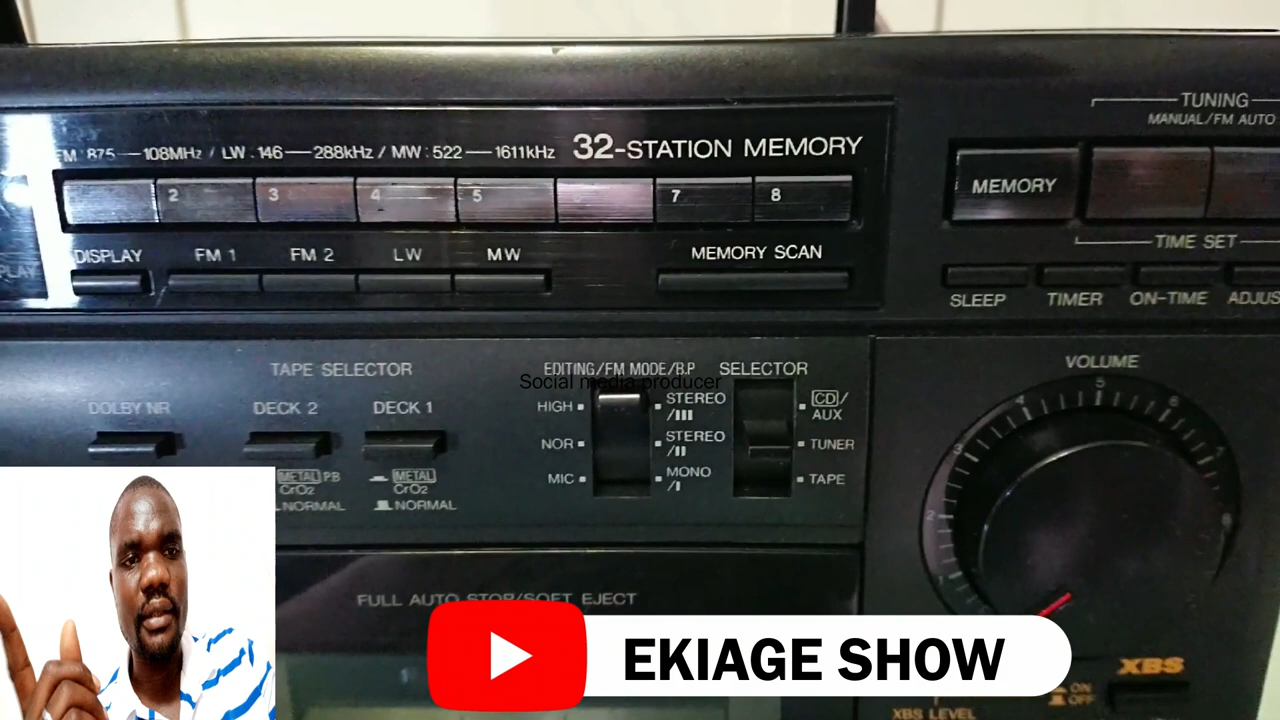 TUNING
MANUAL/FM AUTO
FM 875 — 108MHz / LW : 146 — 288kHz / MW : 522 — 1611kHz 32-STATION MEMORY
2 3 4 5 7 8
MEMORY
TIME SET
DISPLAY FM 1 FM 2 LW MW MEMORY SCAN
PLAY
SLEEP TIMER ON-TIME ADJUS
TAPE SELECTOR
EDITING/FM MODE/B.P SELECTOR
VOLUME
Social media producer
DOLBY NR DECK 2 DECK 1
HIGH STEREO /III
CD/ AUX
NOR STEREO /II
TUNER
MIC MONO /I
TAPE
METAL PB METAL
CrO2 CrO2
NORMAL NORMAL
2 3 4 5 6
FULL AUTO STOP/SOFT EJECT
EKIAGE SHOW
XBS
ON
OFF
XBS LEVEL